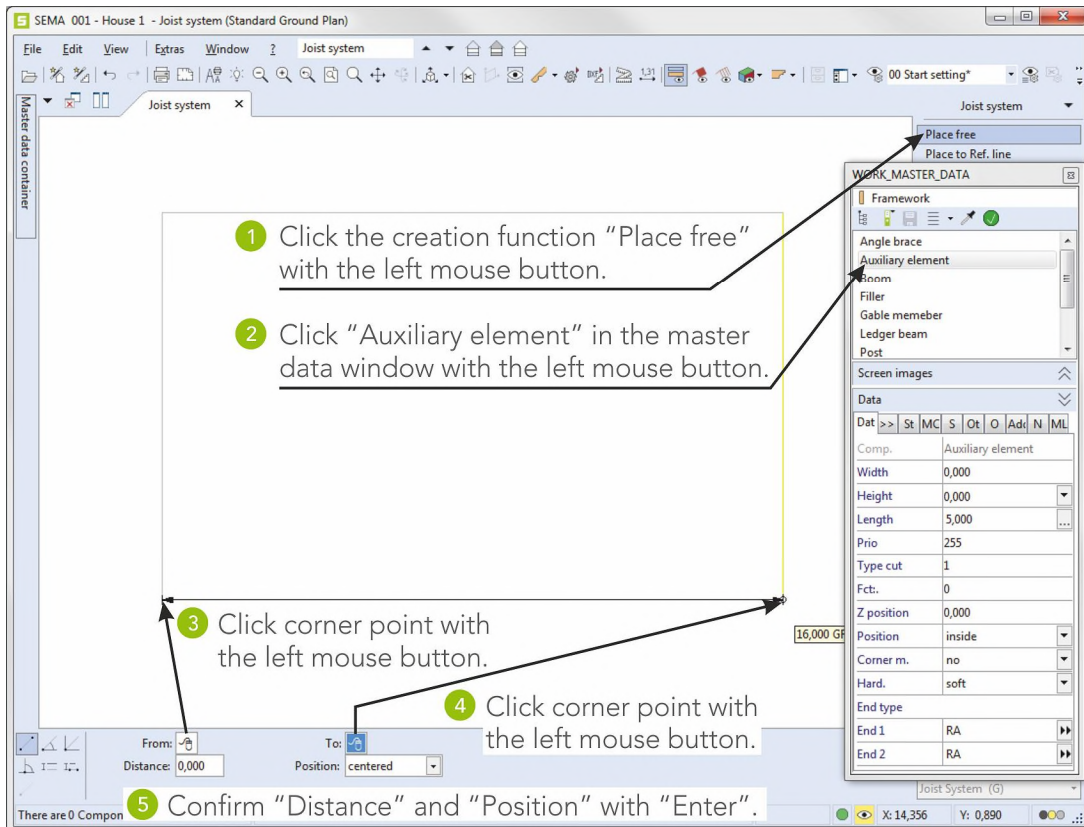 SEMA 001 - House 1 - Joist system (Standard Ground Plan)
File Edit View Extras Window ? Joist system
00 Start setting*
Master data container
Joist system
Joist system
Place free
Place to Ref. line
WORK_MASTER_DATA
Framework
Angle brace
Auxiliary element
Boom
Filler
Gable memeber
Ledger beam
Post
Screen images
Data
Dat >> St MC S Ot O Ado N ML
Comp. Auxiliary element
Width 0,000
Height 0,000
Length 5,000
Prio 255
Type cut 1
Fct:. 0
Z position 0,000
Position inside
Corner m. no
Hard. soft
End type
End 1 RA
End 2 RA
1 Click the creation function “Place free”
with the left mouse button.
2 Click “Auxiliary element” in the master
data window with the left mouse button.
3 Click corner point with
the left mouse button.
16,000 GF
4 Click corner point with
the left mouse button.
From: To:
Distance: 0,000 Position: centered
5 Confirm “Distance” and “Position” with “Enter”.
Joist System (G)
There are 0 Compon
X: 14,356 Y: 0,890